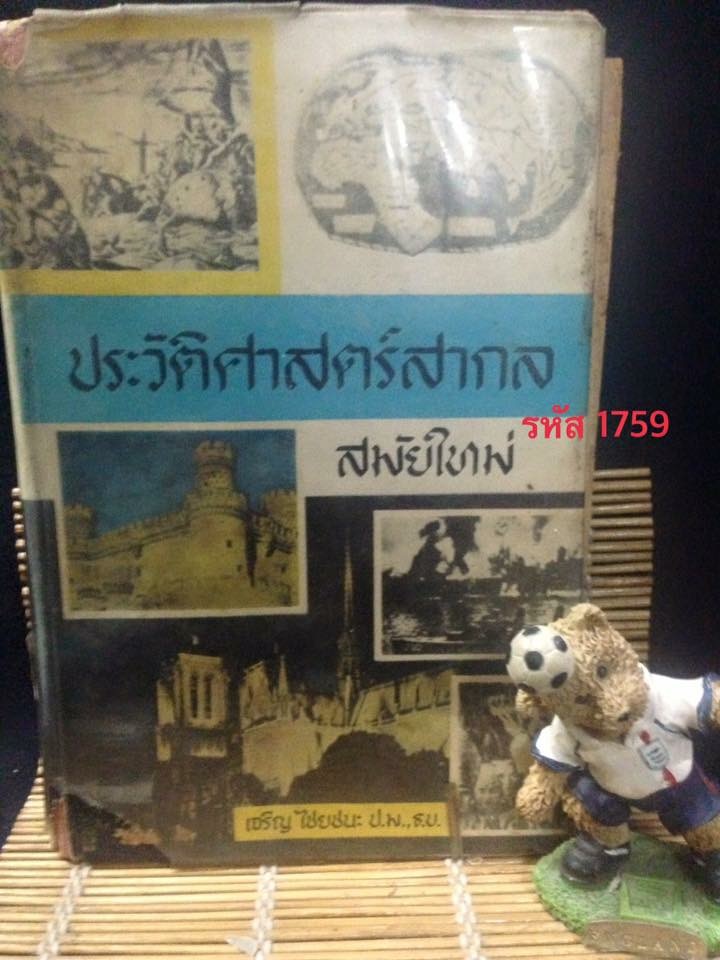 ประวัติศาสตร์สากล
รหัส 1759
สมัยใหม่
เจริญ ไชยชนะ ป.ม., ธ.บ.
ENGLAND